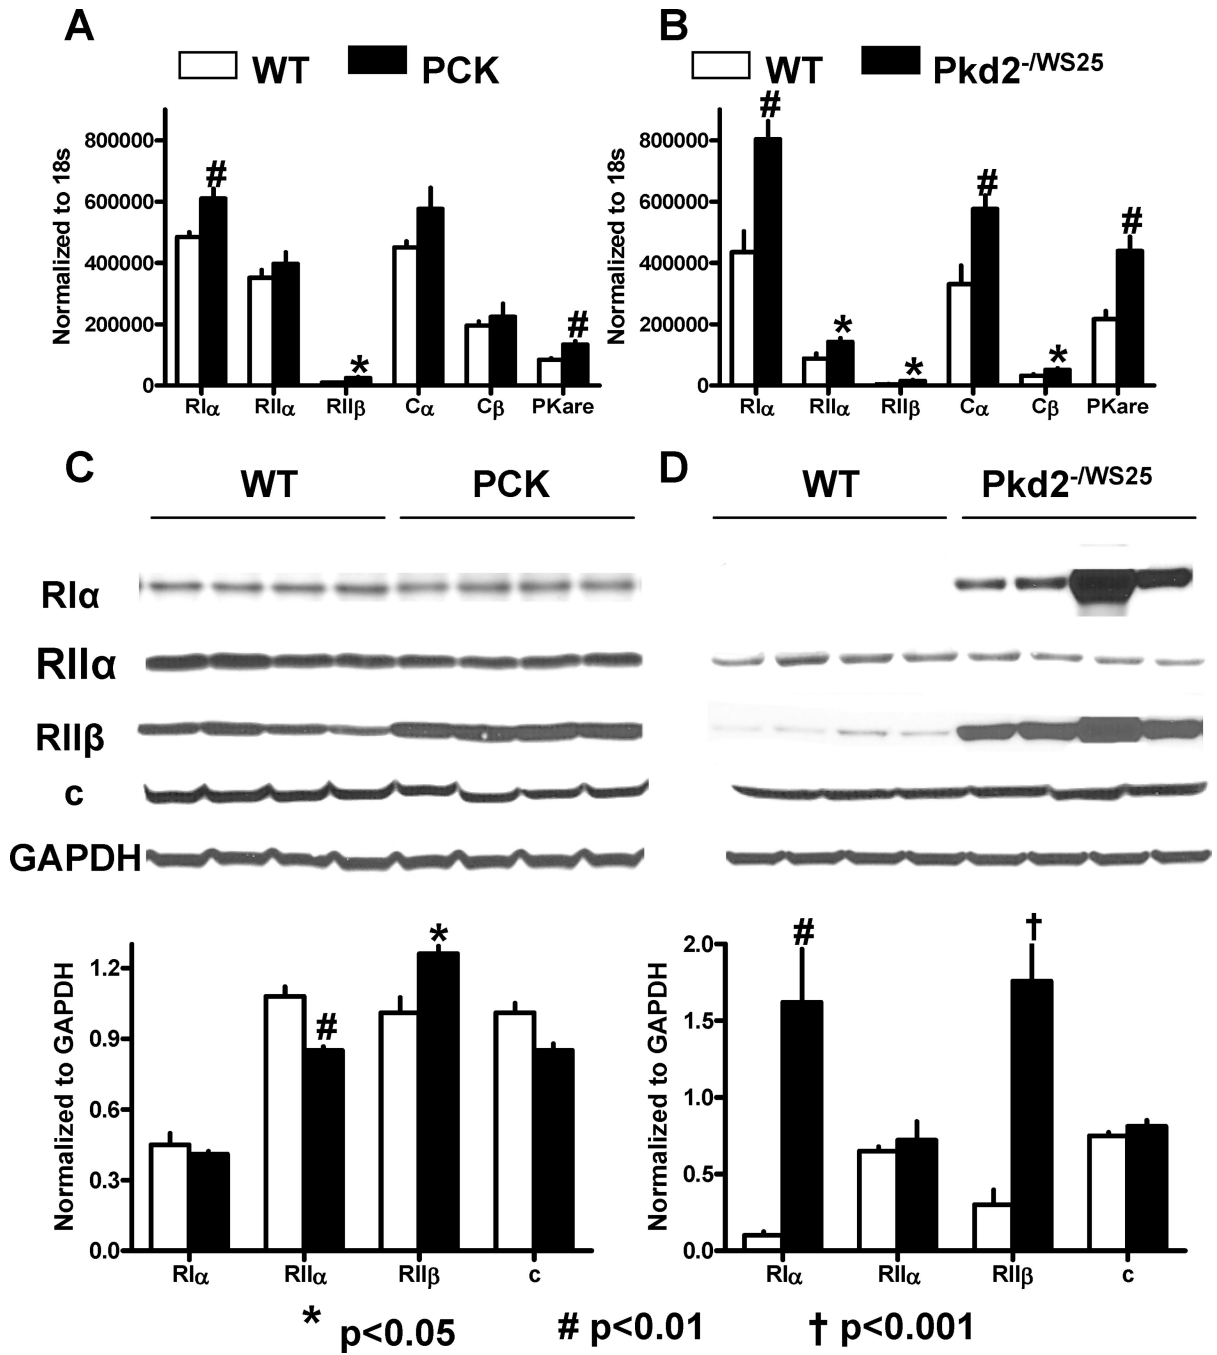 A
WT PCK
Normalized to 18s
800000
600000
400000
200000
0
RIα RIIα RIIβ Cα Cβ PKare
# * #
B
WT Pkd2-/WS25
Normalized to 18s
800000
600000
400000
200000
0
RIα RIIα RIIβ Cα Cβ PKare
# * * # * #
C
WT PCK
D
WT Pkd2-/WS25
RIα
RIIα
RIIβ
c
GAPDH
Normalized to GAPDH
1.2
0.9
0.6
0.3
0.0
RIα RIIα RIIβ c
# *
Normalized to GAPDH
2.0
1.5
1.0
0.5
0.0
RIα RIIα RIIβ c
# †
* p<0.05 # p<0.01 † p<0.001